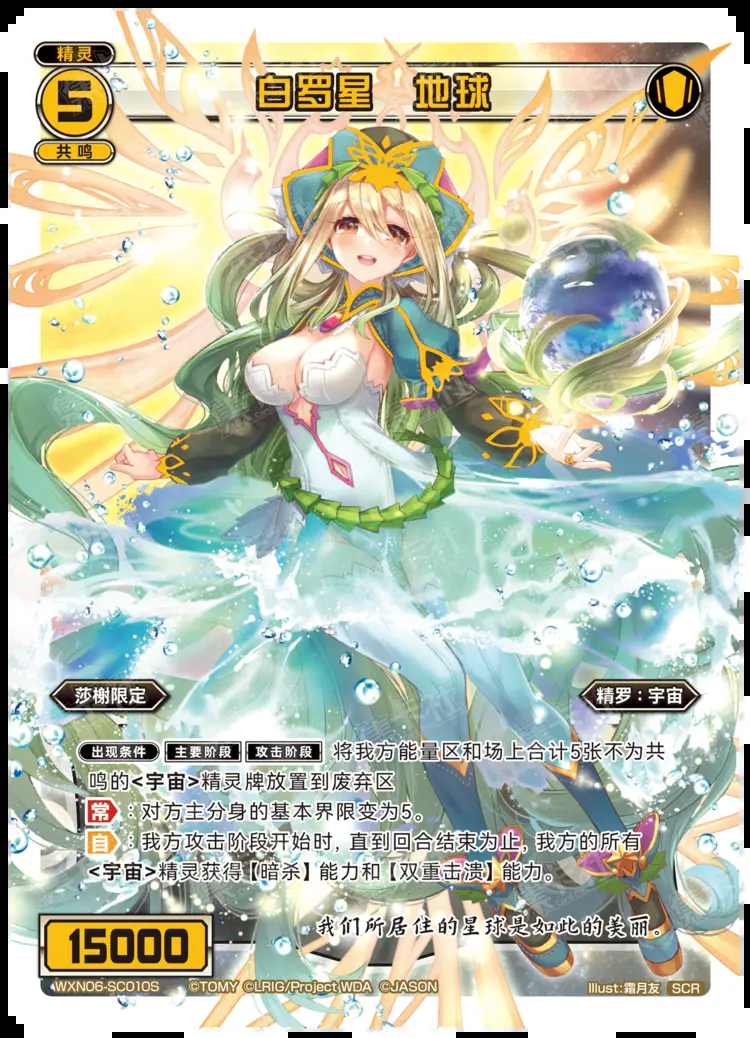 精灵
5
白罗星 地球
共鸣
莎榭限定
精罗：宇宙
出现条件 主要阶段 攻击阶段 将我方能量区和场上合计5张不为共
鸣的<宇宙>精灵牌放置到废弃区
常：对方主分身的基本界限变为5。
自：我方攻击阶段开始时, 直到回合结束为止, 我方的所有
<宇宙>精灵获得【暗杀】能力和【双重击溃】能力。
我们所居住的星球是如此的美丽。
15000
WXN06-SC010S ©TOMY ©LRIG/Project WDA ©JASON Illust:霜月友 SCR